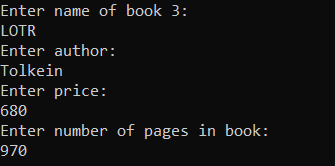 Enter name of book 3:
LOTR
Enter author:
Tolkein
Enter price:
680
Enter number of pages in book:
970